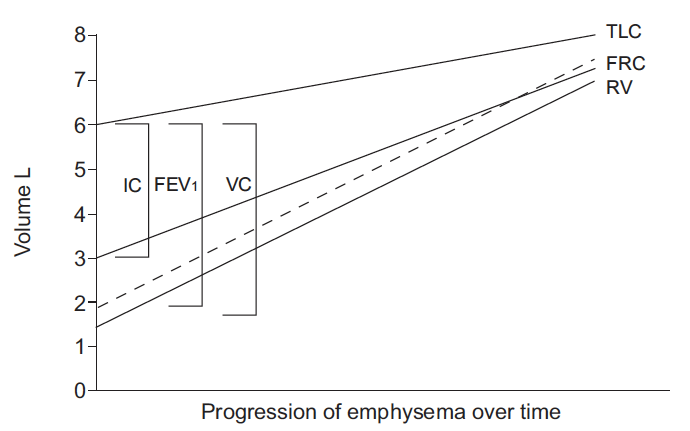 8
7
6
5
4
3
2
1
0
Volume L
IC
FEV1
VC
TLC
FRC
RV
Progression of emphysema over time